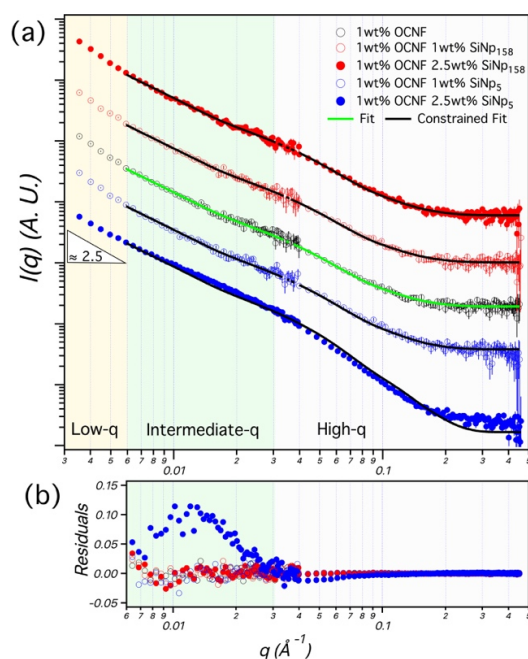 (a)
1wt% OCNF
1wt% OCNF 1wt% SiNp₁₅₈
1wt% OCNF 2.5wt% SiNp₁₅₈
1wt% OCNF 1wt% SiNp₅
1wt% OCNF 2.5wt% SiNp₅
Fit Constrained Fit
I(q) (A. U.)
≈ 2.5
Low-q Intermediate-q High-q
3 4 5 6 7 8 9 0.01 2 3 4 5 6 7 8 9 0.1 2 3 4 5
(b)
0.15
0.10
0.05
0.00
-0.05
Residuals
6 7 8 9 0.01 2 3 4 5 6 7 8 9 0.1 2 3 4 5
q (Å⁻¹)